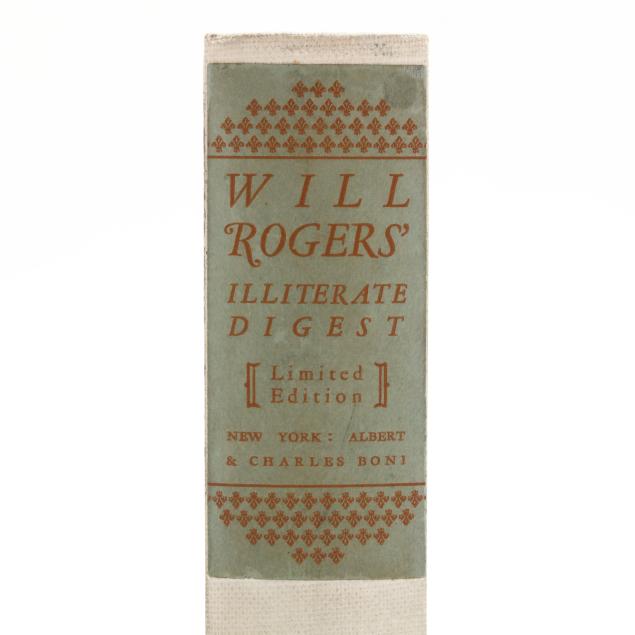 WILL
ROGERS'
ILLITERATE
DIGEST
[Limited
Edition]
NEW YORK: ALBERT
& CHARLES BONI